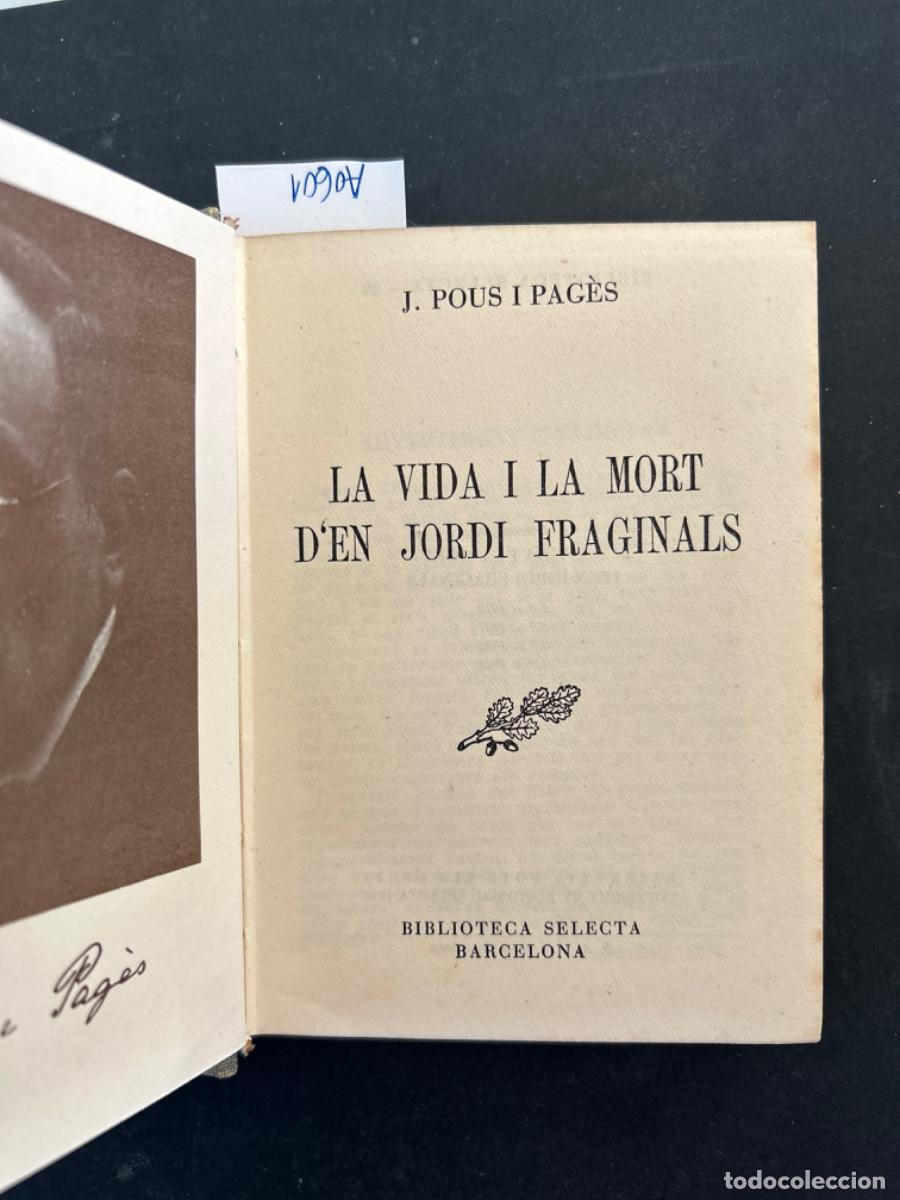 A0601
J. POUS I PAGÈS
LA VIDA I LA MORT
D'EN JORDI FRAGINALS
BIBLIOTECA SELECTA
BARCELONA
Pagès
todocoleccion